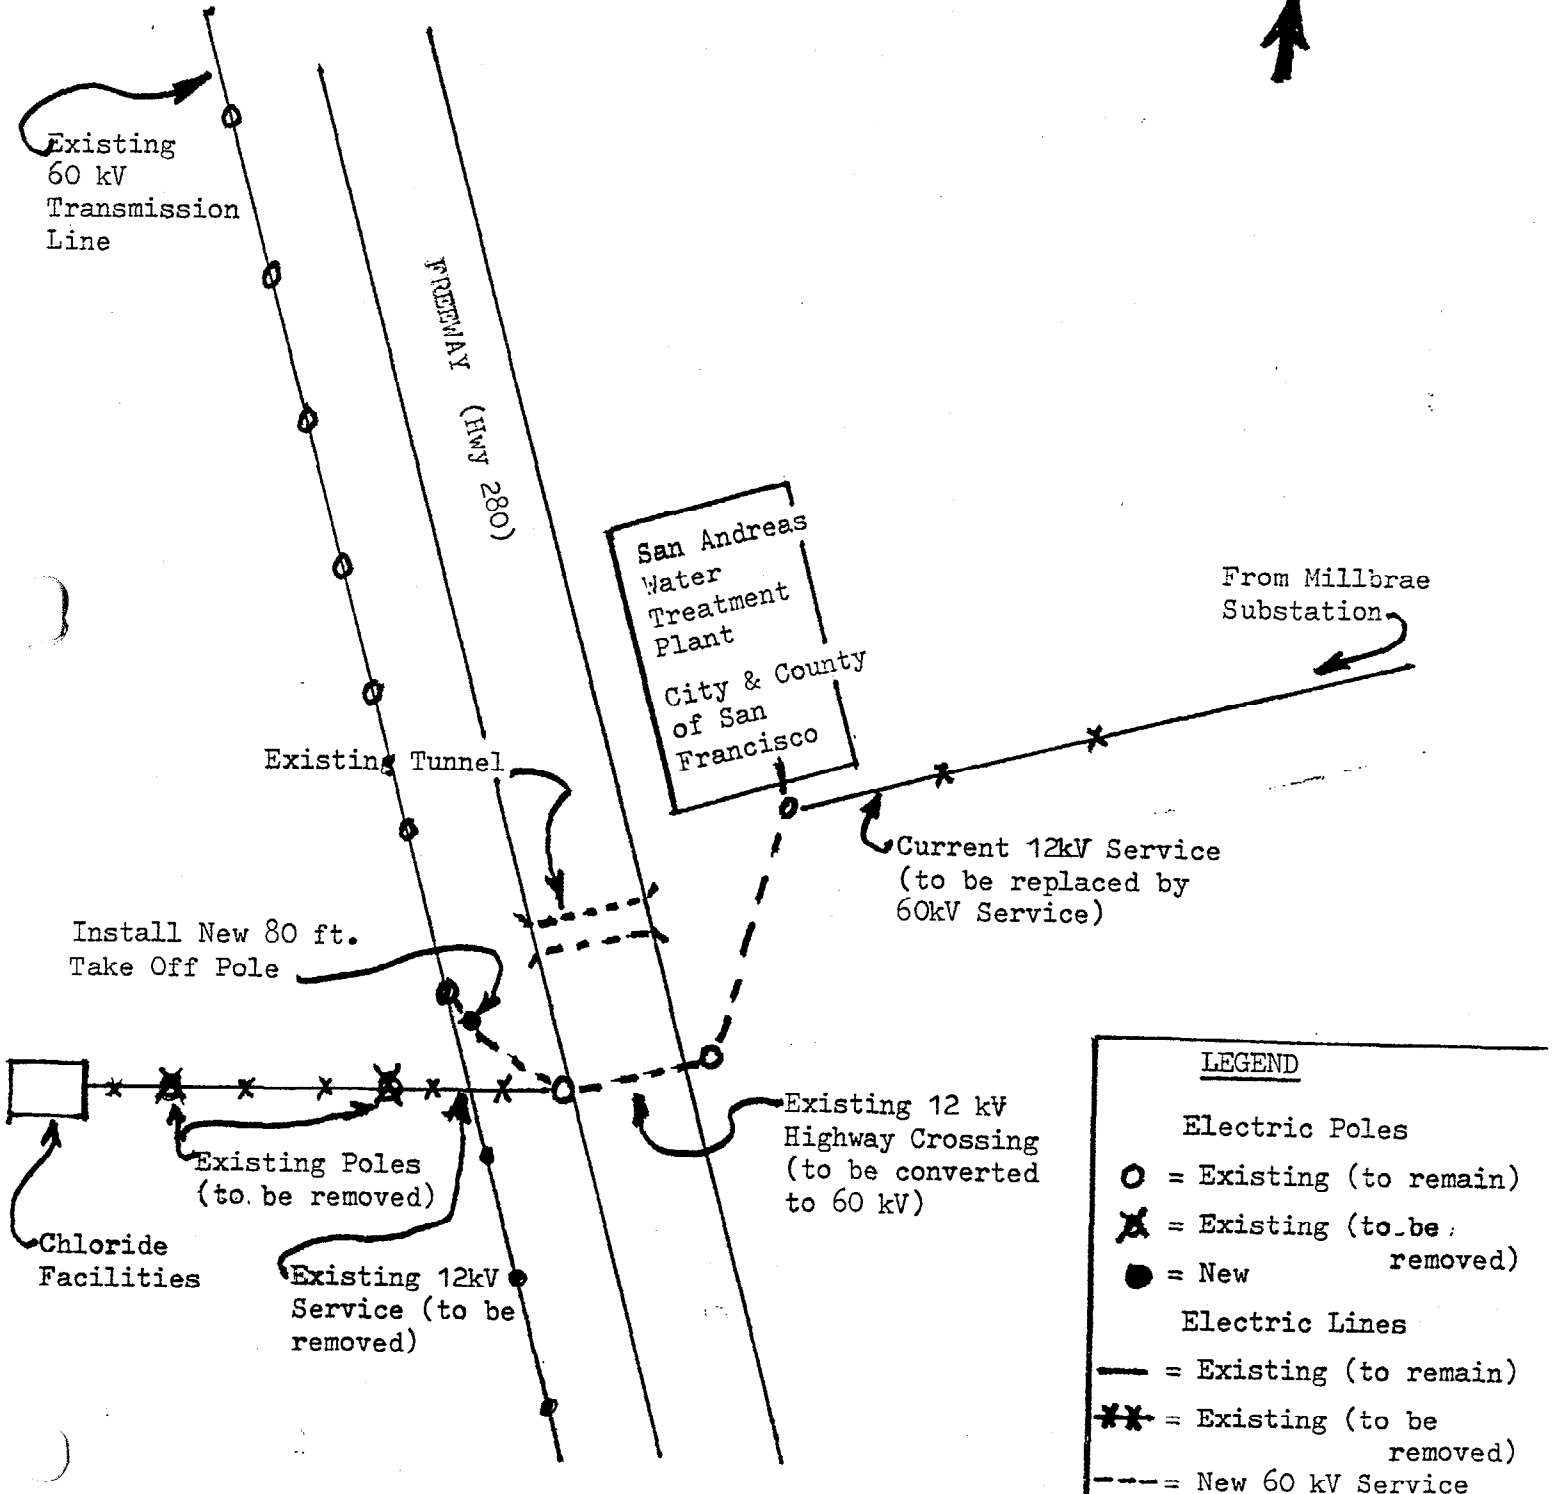 Existing
60 kV
Transmission
Line
FREEWAY (Hwy 280)
San Andreas
Water
Treatment
Plant
City & County
of San
Francisco
From Millbrae
Substation
Existing Tunnel
Current 12kV Service
(to be replaced by
60kV Service)
Install New 80 ft.
Take Off Pole
Existing 12 kV
Highway Crossing
(to be converted
to 60 kV)
Existing Poles
(to be removed)
Chloride
Facilities
Existing 12kV
Service (to be
removed)
LEGEND
Electric Poles
= Existing (to remain)
= Existing (to be
removed)
= New
Electric Lines
= Existing (to remain)
= Existing (to be
removed)
= New 60 kV Service